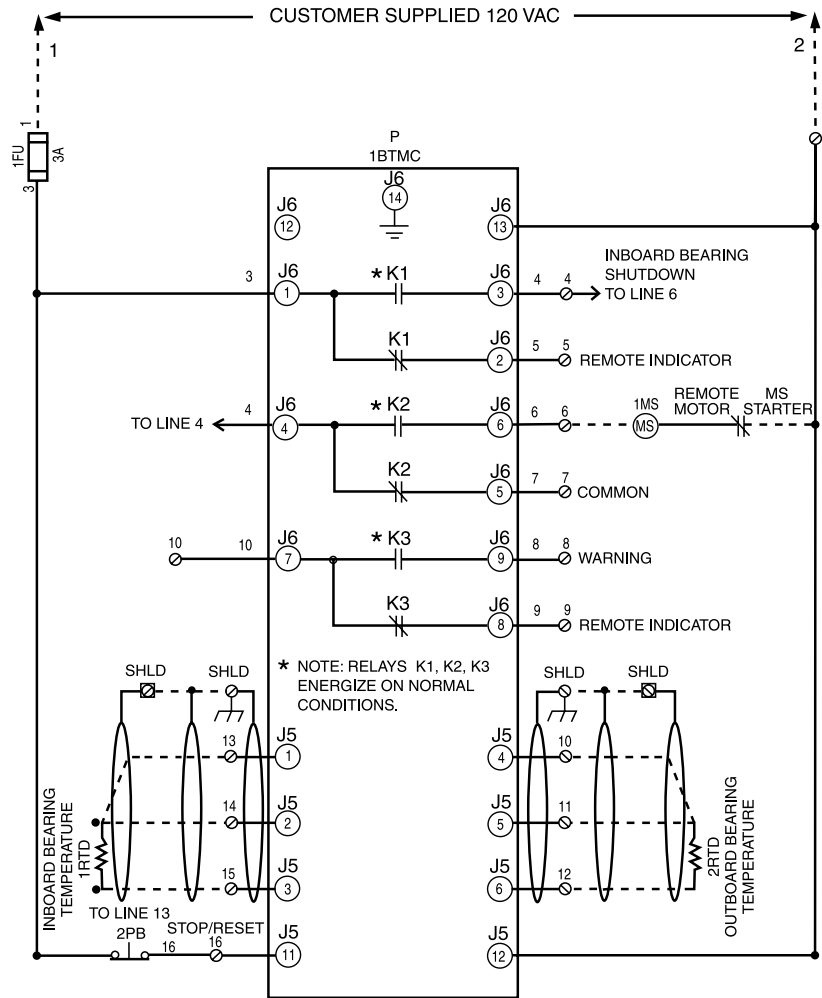 CUSTOMER SUPPLIED 120 VAC
1
2
1
1FU
3A
3
P
1BTMC
J6
14
J6
12
J6
13
3
J6
1
* K1
J6
3
4
4
INBOARD BEARING
SHUTDOWN
TO LINE 6
K1
J6
2
5
5
REMOTE INDICATOR
TO LINE 4
4
J6
4
* K2
J6
6
6
6
1MS
MS
REMOTE
MOTOR
MS
STARTER
K2
J6
5
7
7
COMMON
10
10
J6
7
* K3
J6
9
8
8
WARNING
K3
J6
8
9
9
REMOTE INDICATOR
* NOTE: RELAYS K1, K2, K3
ENERGIZE ON NORMAL
CONDITIONS.
SHLD
SHLD
SHLD
SHLD
13
J5
1
J5
4
10
14
J5
2
J5
5
11
15
J5
3
J5
6
12
INBOARD BEARING
TEMPERATURE
1RTD
2RTD
OUTBOARD BEARING
TEMPERATURE
TO LINE 13
2PB
16
STOP/RESET
16
J5
11
J5
12